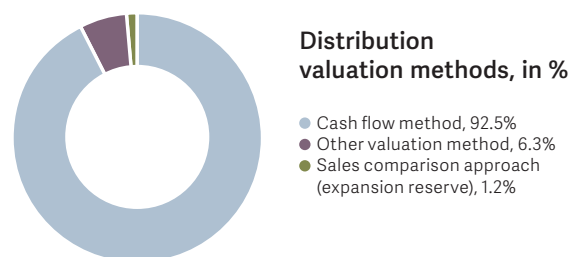 Distribution
valuation methods, in %
Cash flow method, 92.5%
Other valuation method, 6.3%
Sales comparison approach
(expansion reserve), 1.2%